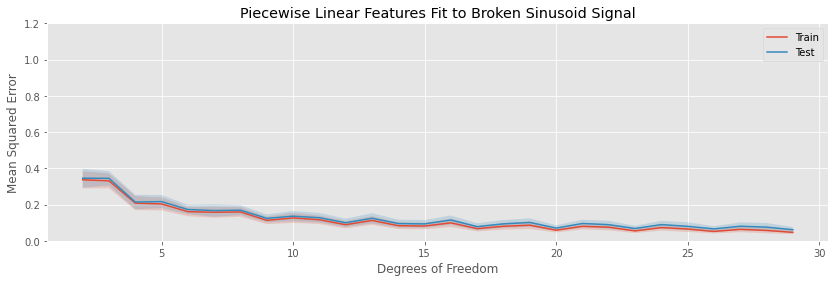 Piecewise Linear Features Fit to Broken Sinusoid Signal
1.2
1.0
0.8
0.6
0.4
0.2
0.0
Mean Squared Error
Train
Test
5
10
15
20
25
30
Degrees of Freedom